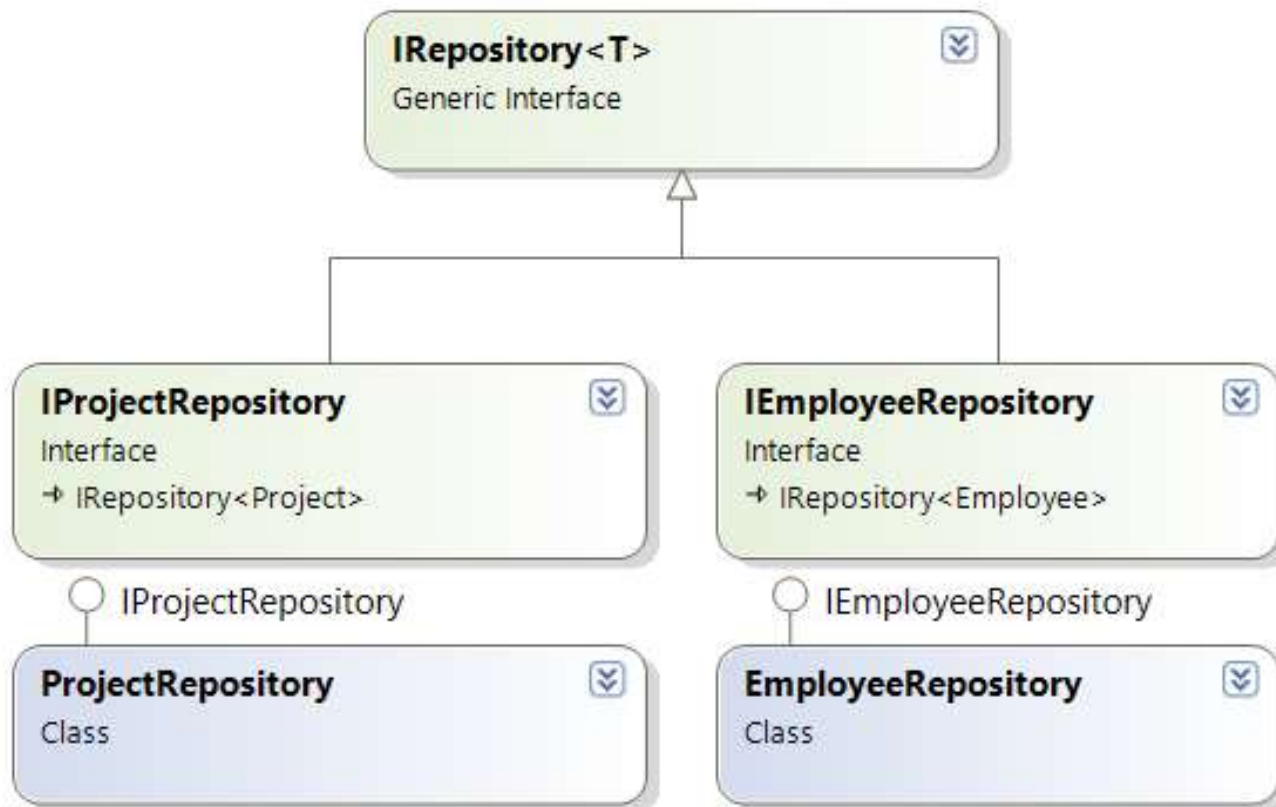 IRepository<T>
Generic Interface
IProjectRepository
Interface
IRepository<Project>
IEmployeeRepository
Interface
IRepository<Employee>
IProjectRepository
IEmployeeRepository
ProjectRepository
Class
EmployeeRepository
Class